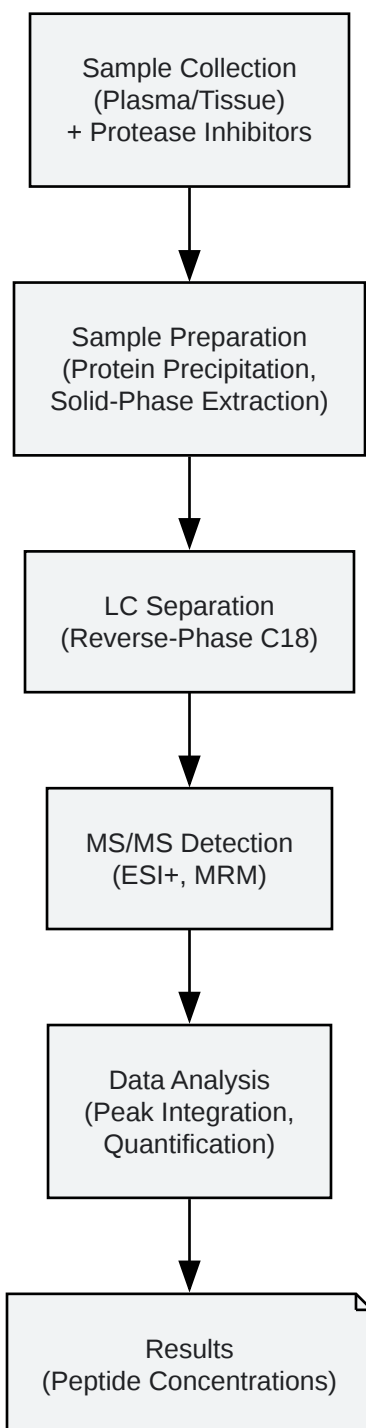 Sample Collection
(Plasma/Tissue)
+ Protease Inhibitors
Sample Preparation
(Protein Precipitation,
Solid-Phase Extraction)
LC Separation
(Reverse-Phase C18)
MS/MS Detection
(ESI+, MRM)
Data Analysis
(Peak Integration,
Quantification)
Results
(Peptide Concentrations)